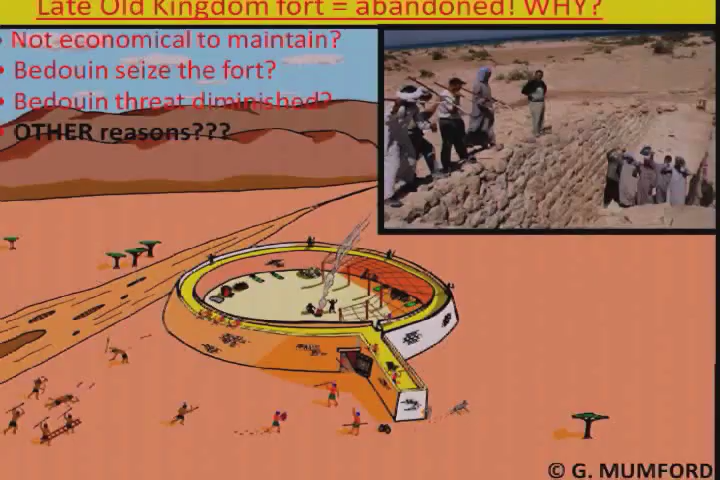 Late Old Kingdom fort = abandoned! WHY?
• Not economical to maintain?
• Bedouin seize the fort?
• Bedouin threat diminished?
• OTHER reasons???
© G. MUMFORD